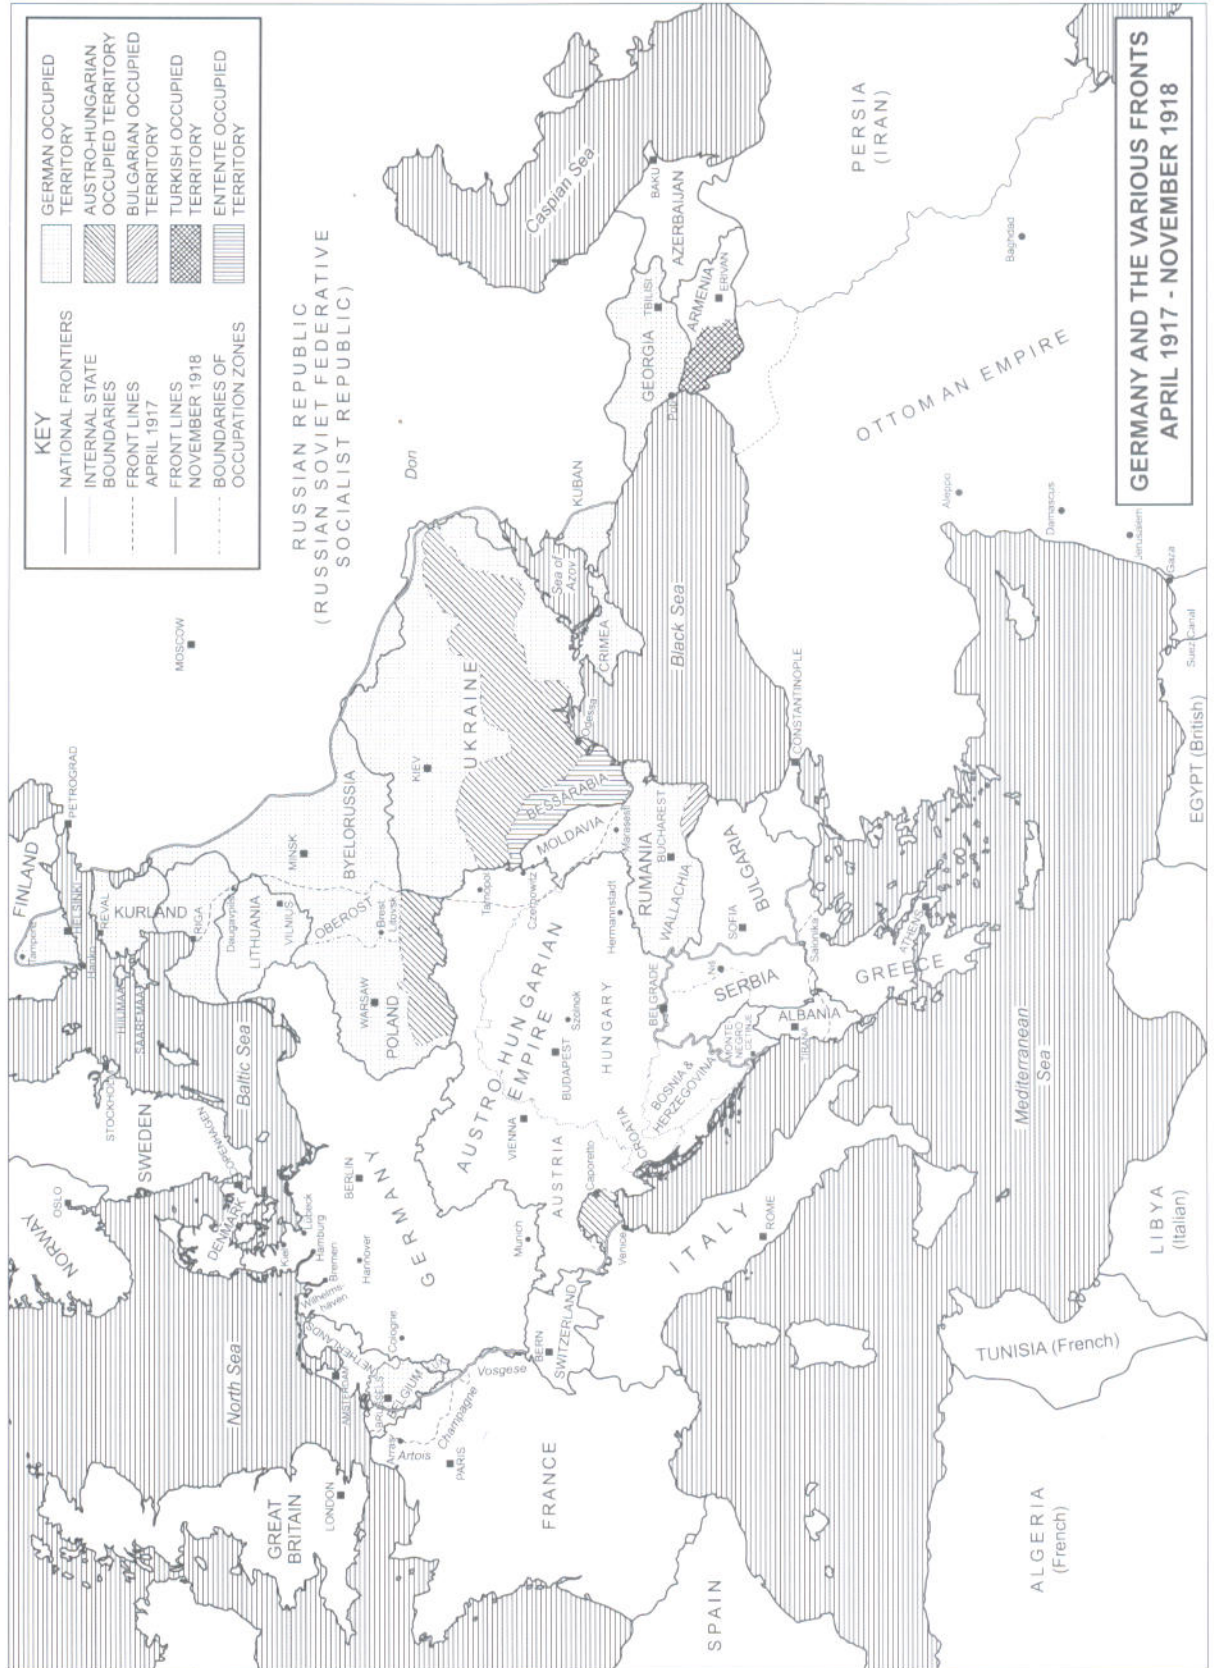 GERMANY AND THE VARIOUS FRONTS
APRIL 1917 - NOVEMBER 1918
KEY
NATIONAL FRONTIERS
INTERNAL STATE
BOUNDARIES
FRONT LINES
APRIL 1917
FRONT LINES
NOVEMBER 1918
BOUNDARIES OF
OCCUPATION ZONES
GERMAN OCCUPIED
TERRITORY
AUSTRO-HUNGARIAN
OCCUPIED TERRITORY
BULGARIAN OCCUPIED
TERRITORY
TURKISH OCCUPIED
TERRITORY
ENTENTE OCCUPIED
TERRITORY
NORWAY
OSLO
SWEDEN
STOCKHOLM
FINLAND
Tampere
HELSINKI
Hanko
PETROGRAD
REVAL
HIIUMAA
SAAREMAA
KURLAND
RIGA
Daugavpils
LITHUANIA
VILNIUS
OBEROST
MINSK
BYELORUSSIA
Brest
Litovsk
WARSAW
POLAND
MOSCOW
RUSSIAN REPUBLIC
(RUSSIAN SOVIET FEDERATIVE
SOCIALIST REPUBLIC)
Don
KUBAN
Sea of
Azov
CRIMEA
UKRAINE
KIEV
Odessa
BESSARABIA
MOLDAVIA
Marasesti
Tarnopol
Czernowitz
Hermannstadt
RUMANIA
BUCHAREST
WALLACHIA
Black Sea
Caspian Sea
BAKU
AZERBAIJAN
GEORGIA
TBILISI
Poti
ARMENIA
ERIVAN
PERSIA
(IRAN)
Baghdad
OTTOMAN EMPIRE
Aleppo
Damascus
Jerusalem
Gaza
Suez Canal
EGYPT (British)
CONSTANTINOPLE
BULGARIA
SOFIA
Salonika
GREECE
ATHENS
SERBIA
BELGRADE
Nis
MONTE-
NEGRO
CETINJE
ALBANIA
TIRANA
BOSNIA &
HERZEGOVINA
CROATIA
AUSTRO-HUNGARIAN
EMPIRE
HUNGARY
BUDAPEST
Szolnok
VIENNA
AUSTRIA
Caporetto
Venice
ITALY
ROME
Mediterranean
Sea
LIBYA
(Italian)
TUNISIA (French)
ALGERIA
(French)
SPAIN
FRANCE
PARIS
Artois
Arras
Champagne
Vosgese
BERN
SWITZERLAND
Munich
GERMANY
BERLIN
Hannover
Cologne
Bremen
Hamburg
Lübeck
Kiel
Wilhelms-
haven
NETHERLANDS
AMSTERDAM
BELGIUM
BRUSSELS
DENMARK
COPENHAGEN
Baltic Sea
North Sea
GREAT
BRITAIN
LONDON